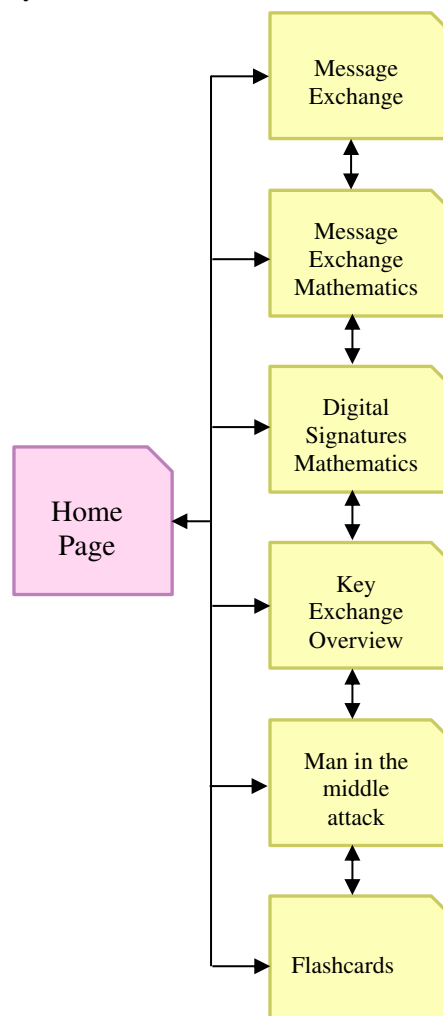 Message
Exchange
Message
Exchange
Mathematics
Digital
Signatures
Mathematics
Home
Page
Key
Exchange
Overview
Man in the
middle
attack
Flashcards